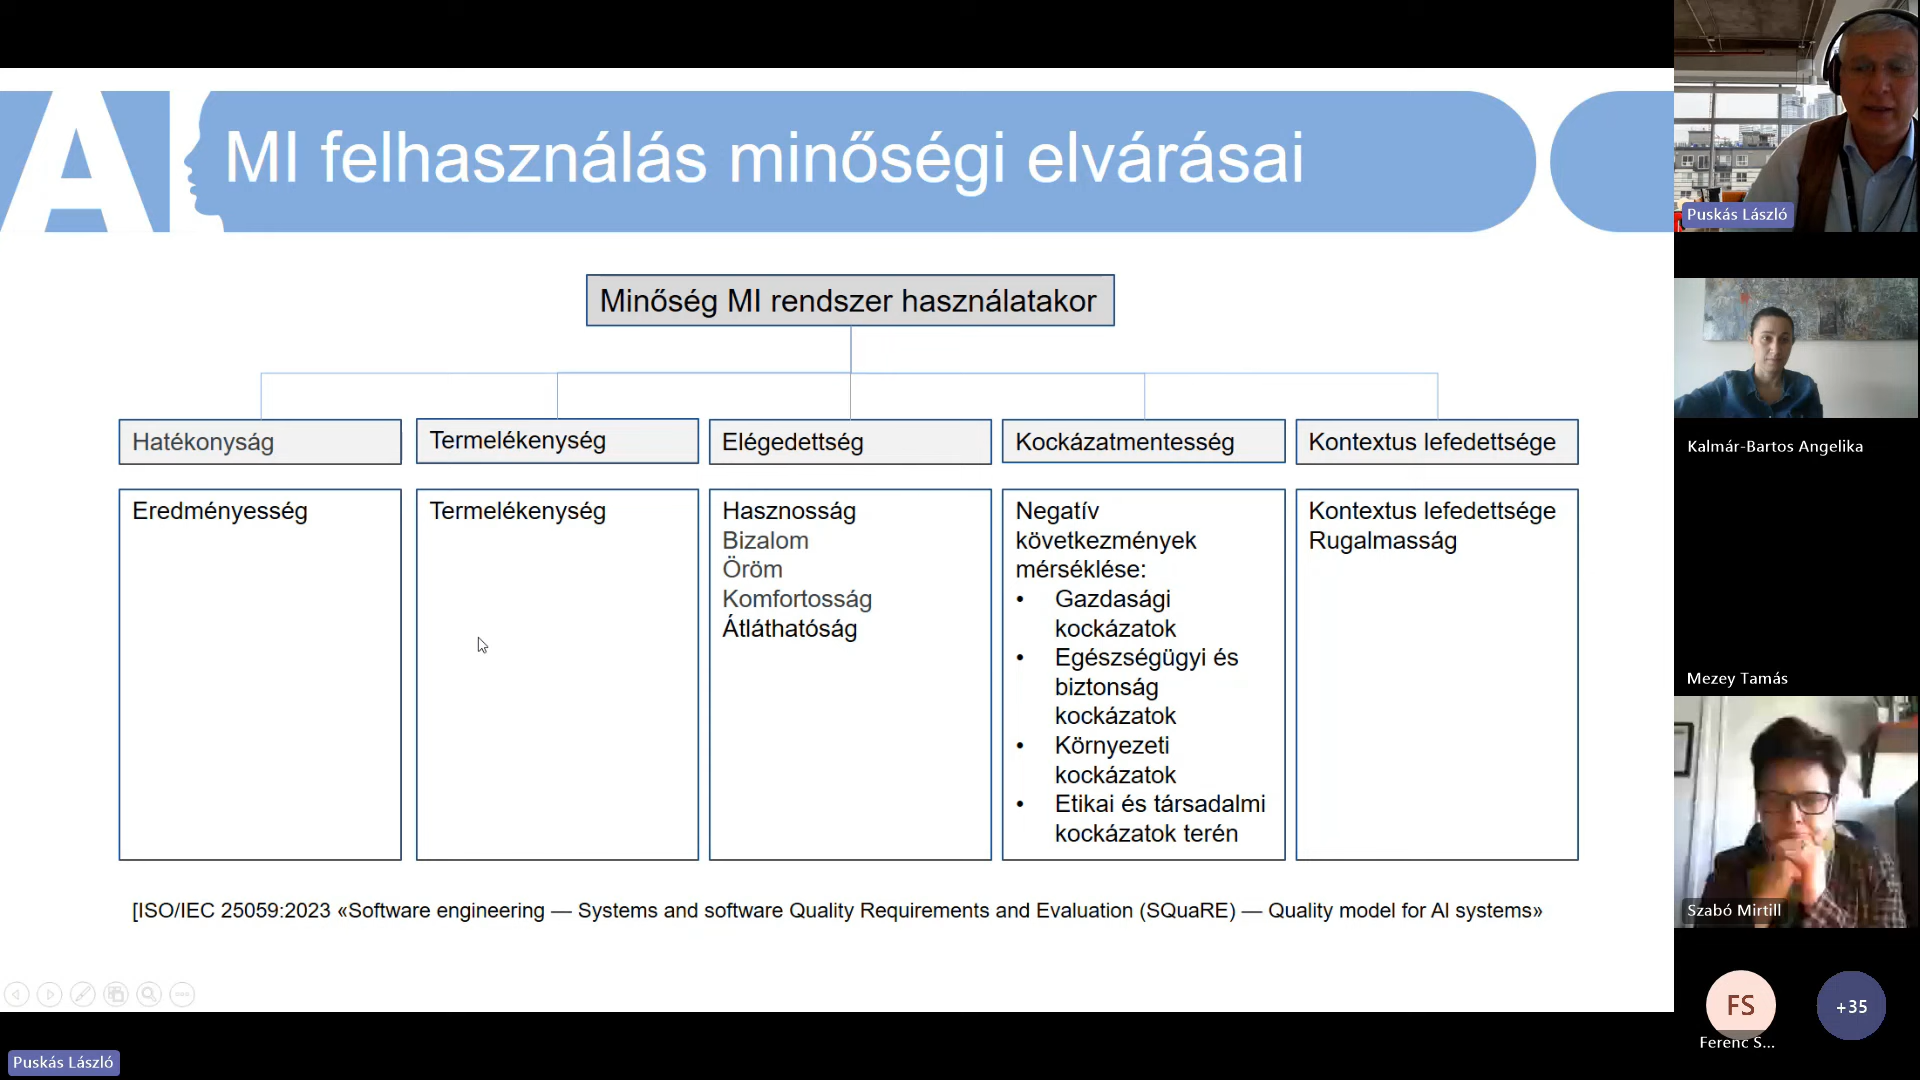 AI
MI felhasználás minőségi elvárásai
Minőség MI rendszer használatakor
Hatékonyság
Termelékenység
Elégedettség
Kockázatmentesség
Kontextus lefedettsége
Eredményesség
Termelékenység
Hasznosság
Bizalom
Öröm
Komfortosság
Átláthatóság
Negatív
következmények
mérséklése:
• Gazdasági
kockázatok
• Egészségügyi és
biztonság
kockázatok
• Környezeti
kockázatok
• Etikai és társadalmi
kockázatok terén
Kontextus lefedettsége
Rugalmasság
[ISO/IEC 25059:2023 «Software engineering — Systems and software Quality Requirements and Evaluation (SQuaRE) — Quality model for AI systems»
Puskás László
Puskás László
Kalmár-Bartos Angelika
Mezey Tamás
Szabó Mirtill
FS
Ferenc S...
+35